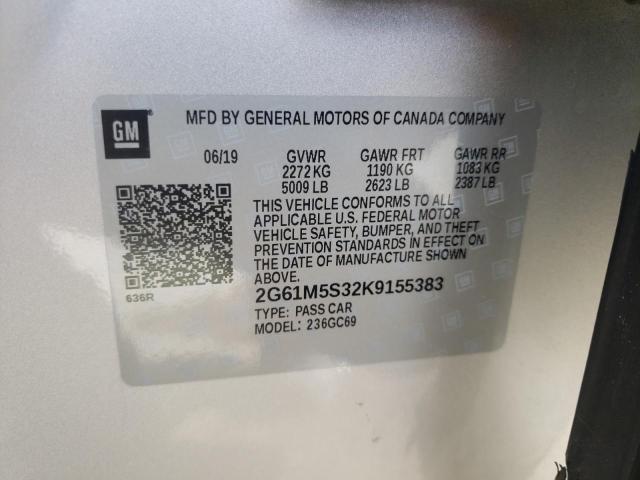 GM
MFD BY GENERAL MOTORS OF CANADA COMPANY
06/19 GVWR GAWR FRT GAWR RR
2272 KG 1190 KG 1083 KG
5009 LB 2623 LB 2387 LB
THIS VEHICLE CONFORMS TO ALL
APPLICABLE U.S. FEDERAL MOTOR
VEHICLE SAFETY, BUMPER, AND THEFT
PREVENTION STANDARDS IN EFFECT ON
THE DATE OF MANUFACTURE SHOWN
ABOVE.
636R
2G61M5S32K9155383
TYPE: PASS CAR
MODEL: 236GC69